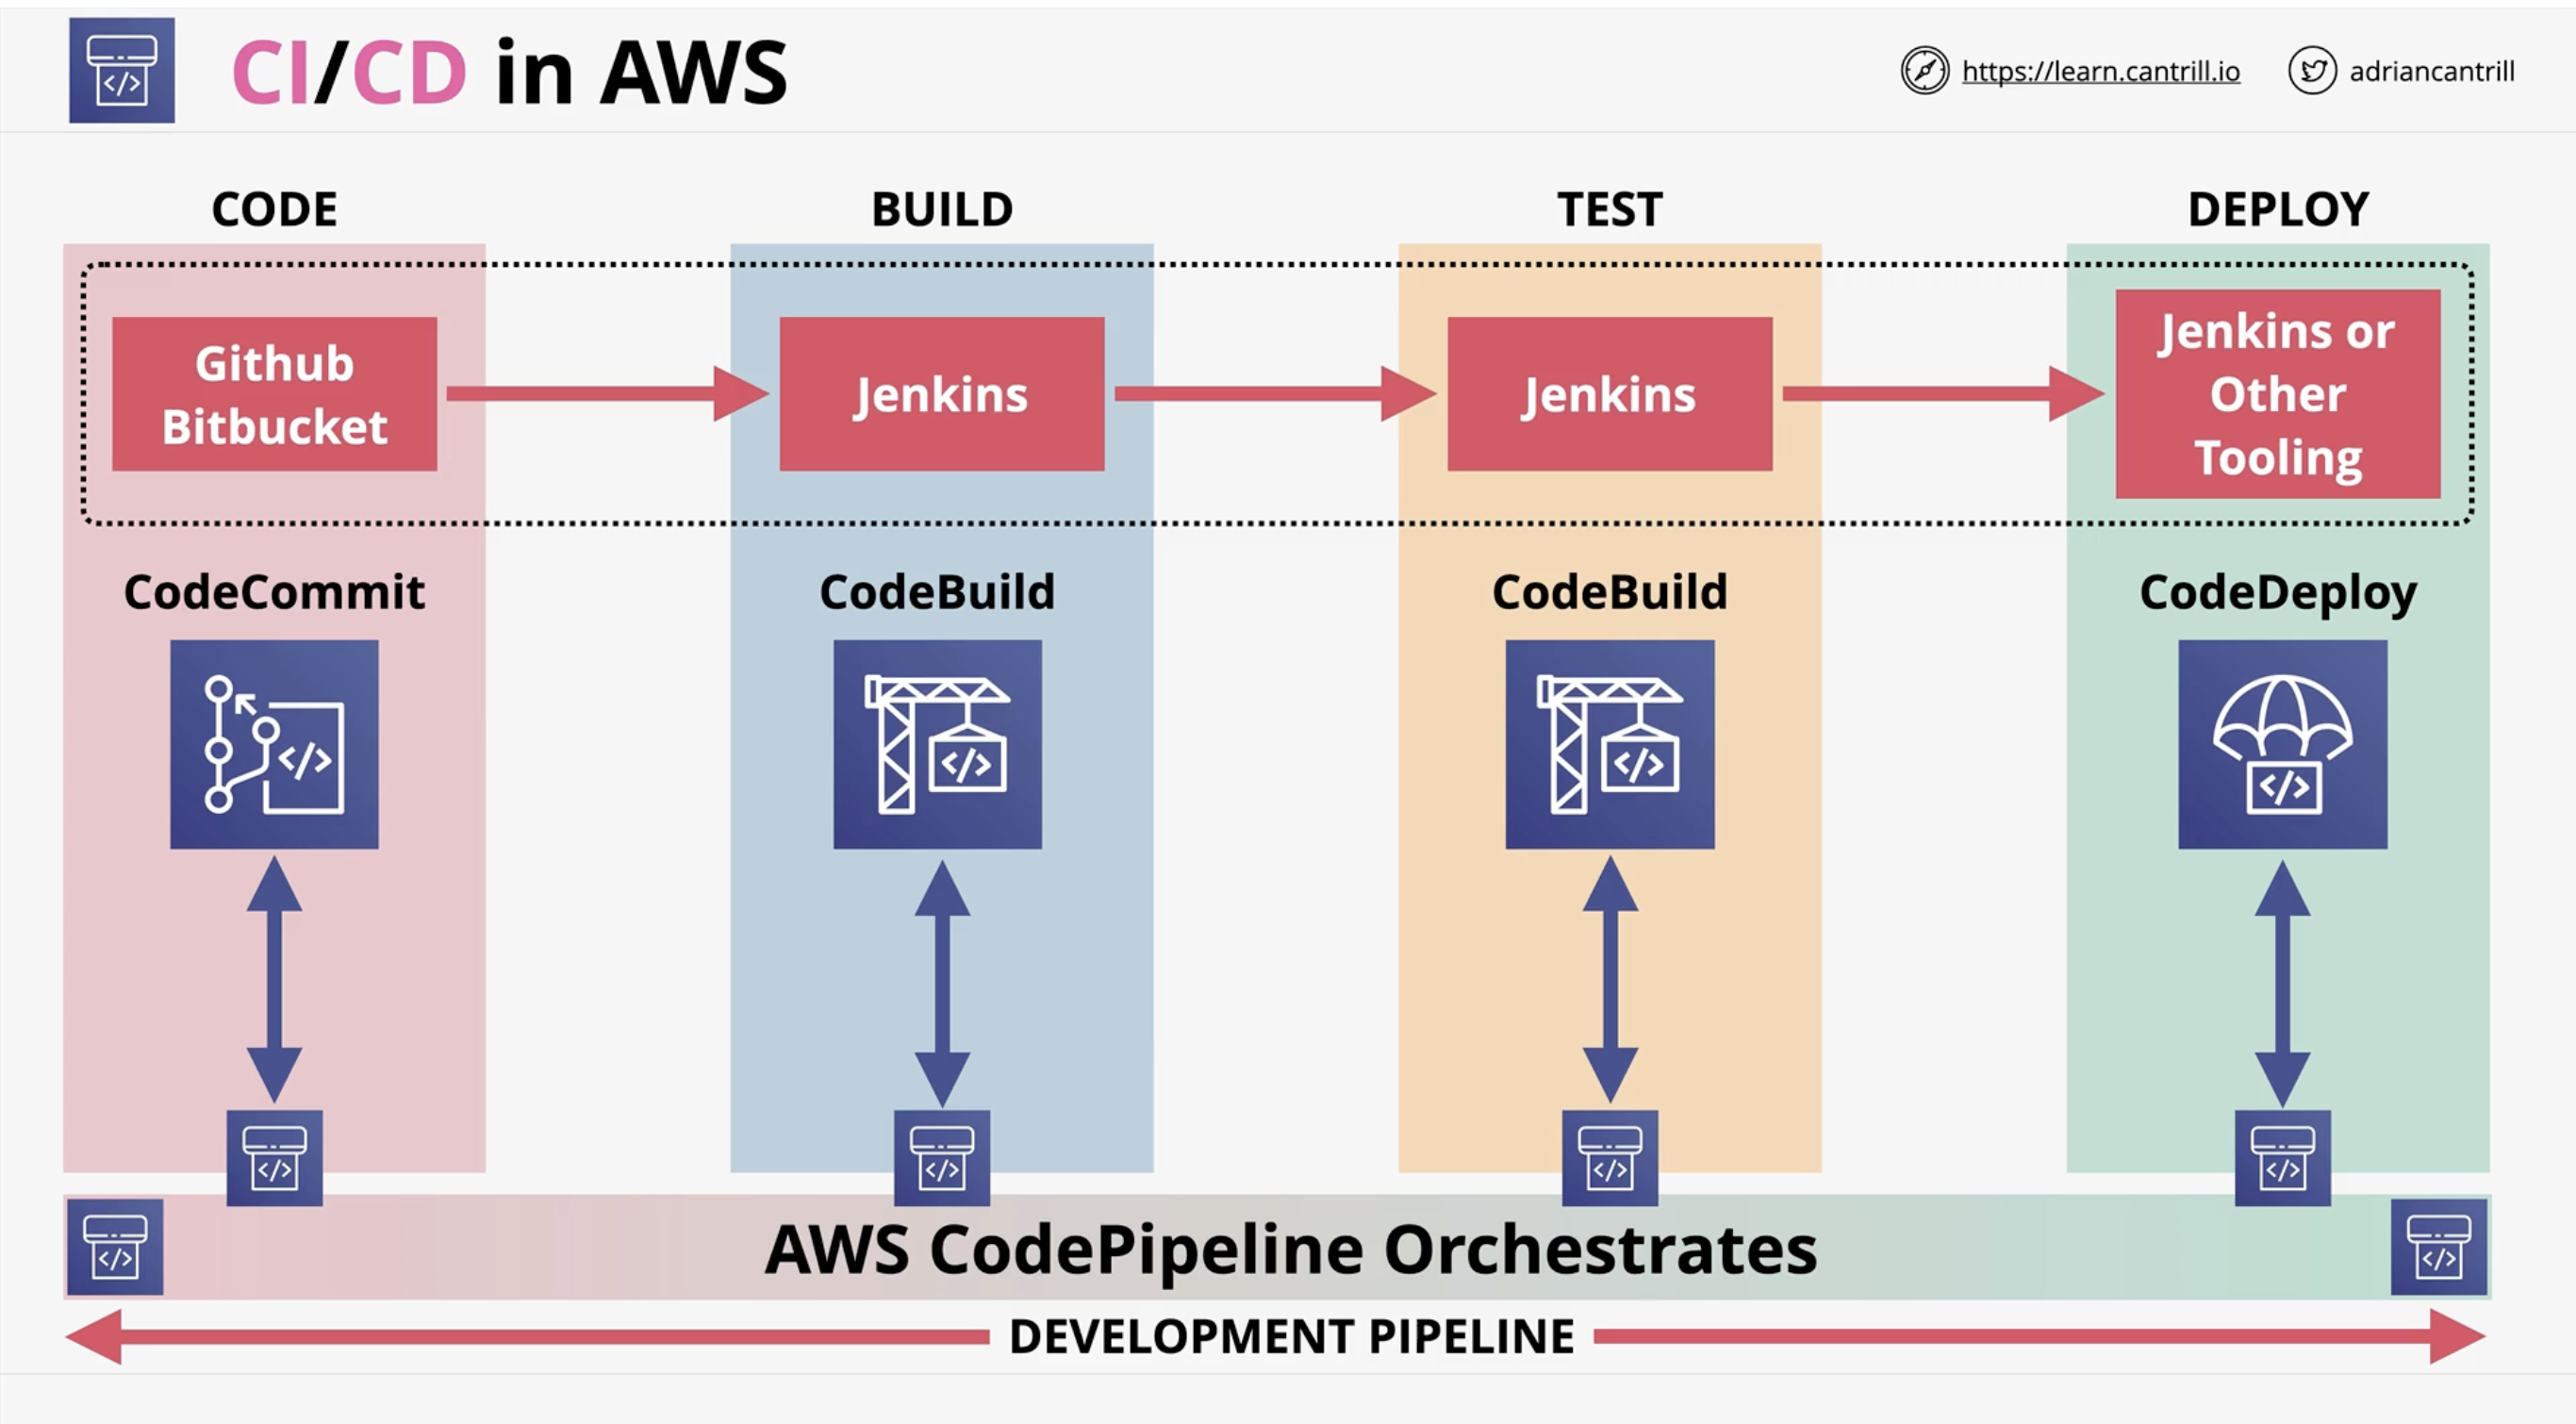 CI/CD in AWS
https://learn.cantrill.io
adriancantrill
CODE
BUILD
TEST
DEPLOY
Github
Bitbucket
Jenkins
Jenkins
Jenkins or
Other
Tooling
CodeCommit
CodeBuild
CodeBuild
CodeDeploy
AWS CodePipeline Orchestrates
DEVELOPMENT PIPELINE